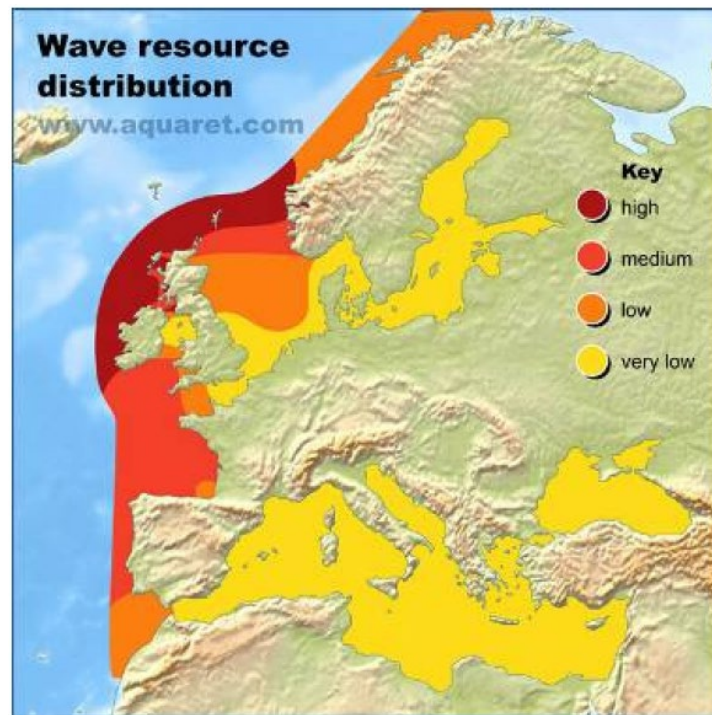 Wave resource
distribution
www.aquaret.com
Key
high
medium
low
very low